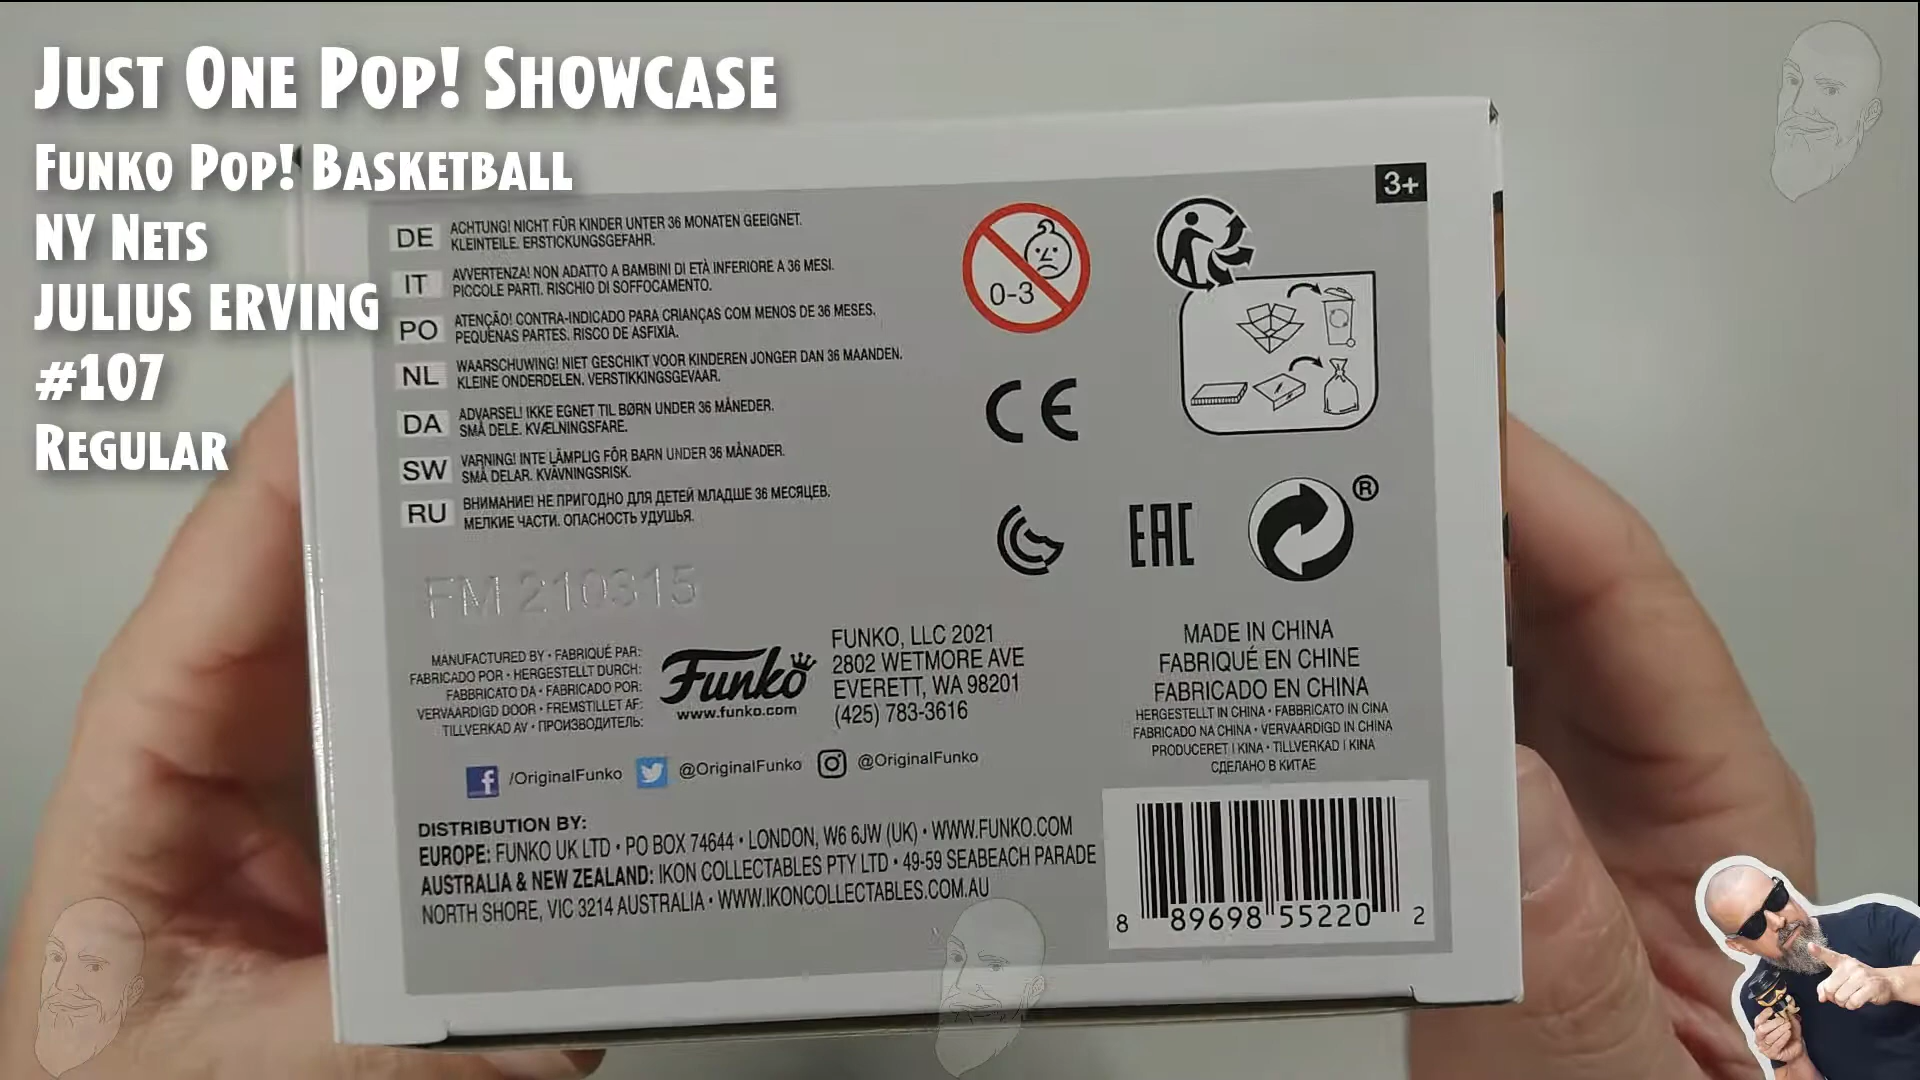 Just One Pop! Showcase
Funko Pop! Basketball
NY Nets
JULIUS ERVING
#107
Regular
3+
DE
ACHTUNG! NICHT FÜR KINDER UNTER 36 MONATEN GEEIGNET.
KLEINTEILE. ERSTICKUNGSGEFAHR.
IT
AVVERTENZA! NON ADATTO A BAMBINI DI ETÀ INFERIORE A 36 MESI.
PICCOLE PARTI. RISCHIO DI SOFFOCAMENTO.
PO
ATENÇÃO! CONTRA-INDICADO PARA CRIANÇAS COM MENOS DE 36 MESES.
PEQUENAS PARTES. RISCO DE ASFIXIA.
NL
WAARSCHUWING! NIET GESCHIKT VOOR KINDEREN JONGER DAN 36 MAANDEN.
KLEINE ONDERDELEN. VERSTIKKINGSGEVAAR.
DA
ADVARSEL! IKKE EGNET TIL BØRN UNDER 36 MÅNEDER.
SMÅ DELE. KVÆLNINGSFARE.
SW
VARNING! INTE LÄMPLIG FÖR BARN UNDER 36 MÅNADER.
SMÅ DELAR. KVÄVNINGSRISK.
RU
ВНИМАНИЕ! НЕ ПРИГОДНО ДЛЯ ДЕТЕЙ МЛАДШЕ 36 МЕСЯЦЕВ.
МЕЛКИЕ ЧАСТИ. ОПАСНОСТЬ УДУШЬЯ.
0-3
CE
EAC
®
FM 210315
MANUFACTURED BY • FABRIQUÉ PAR:
FABRICADO POR • HERGESTELLT DURCH:
FABBRICATO DA • FABRICADO POR:
VERVAARDIGD DOOR • FREMSTILLET AF:
TILLVERKAD AV • ПРОИЗВОДИТЕЛЬ:
Funko
www.funko.com
FUNKO, LLC 2021
2802 WETMORE AVE
EVERETT, WA 98201
(425) 783-3616
MADE IN CHINA
FABRIQUÉ EN CHINE
FABRICADO EN CHINA
HERGESTELLT IN CHINA • FABBRICATO IN CINA
FABRICADO NA CHINA • VERVAARDIGD IN CHINA
PRODUCERET I KINA • TILLVERKAD I KINA
СДЕЛАНО В КИТАЕ
f /OriginalFunko @OriginalFunko @OriginalFunko
DISTRIBUTION BY:
EUROPE: FUNKO UK LTD • PO BOX 74644 • LONDON, W6 6JW (UK) • WWW.FUNKO.COM
AUSTRALIA & NEW ZEALAND: IKON COLLECTABLES PTY LTD • 49-59 SEABEACH PARADE
NORTH SHORE, VIC 3214 AUSTRALIA • WWW.IKONCOLLECTABLES.COM.AU
8 89698 55220 2